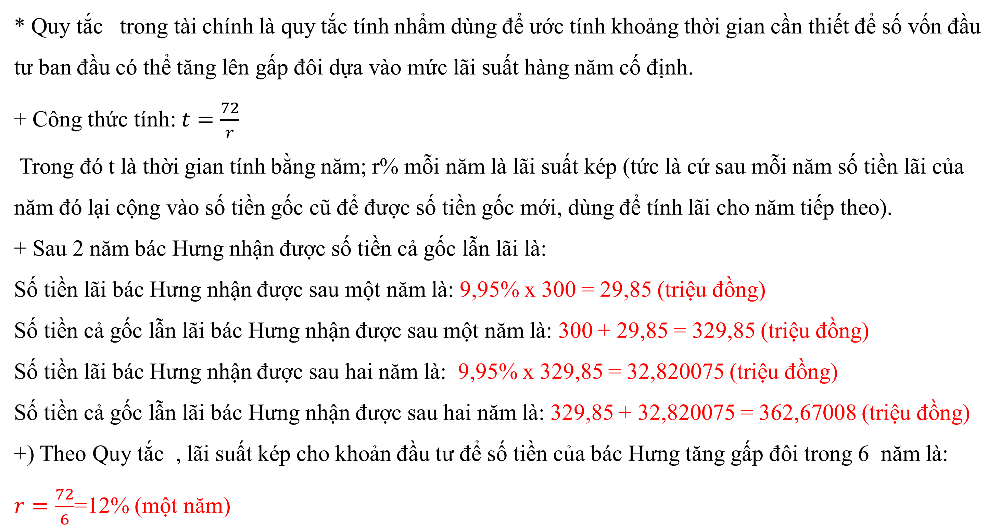 * Quy tắc   trong tài chính là quy tắc tính nhẩm dùng để ước tính khoảng thời gian cần thiết để số vốn đầu
tư ban đầu có thể tăng lên gấp đôi dựa vào mức lãi suất hàng năm cố định.
+ Công thức tính: t = 72/r
Trong đó t là thời gian tính bằng năm; r% mỗi năm là lãi suất kép (tức là cứ sau mỗi năm số tiền lãi của
năm đó lại cộng vào số tiền gốc cũ để được số tiền gốc mới, dùng để tính lãi cho năm tiếp theo).
+ Sau 2 năm bác Hưng nhận được số tiền cả gốc lẫn lãi là:
Số tiền lãi bác Hưng nhận được sau một năm là: 9,95% x 300 = 29,85 (triệu đồng)
Số tiền cả gốc lẫn lãi bác Hưng nhận được sau một năm là: 300 + 29,85 = 329,85 (triệu đồng)
Số tiền lãi bác Hưng nhận được sau hai năm là:  9,95% x 329,85 = 32,820075 (triệu đồng)
Số tiền cả gốc lẫn lãi bác Hưng nhận được sau hai năm là: 329,85 + 32,820075 = 362,67008 (triệu đồng)
+) Theo Quy tắc  , lãi suất kép cho khoản đầu tư để số tiền của bác Hưng tăng gấp đôi trong 6  năm là:
r = 72/6=12% (một năm)